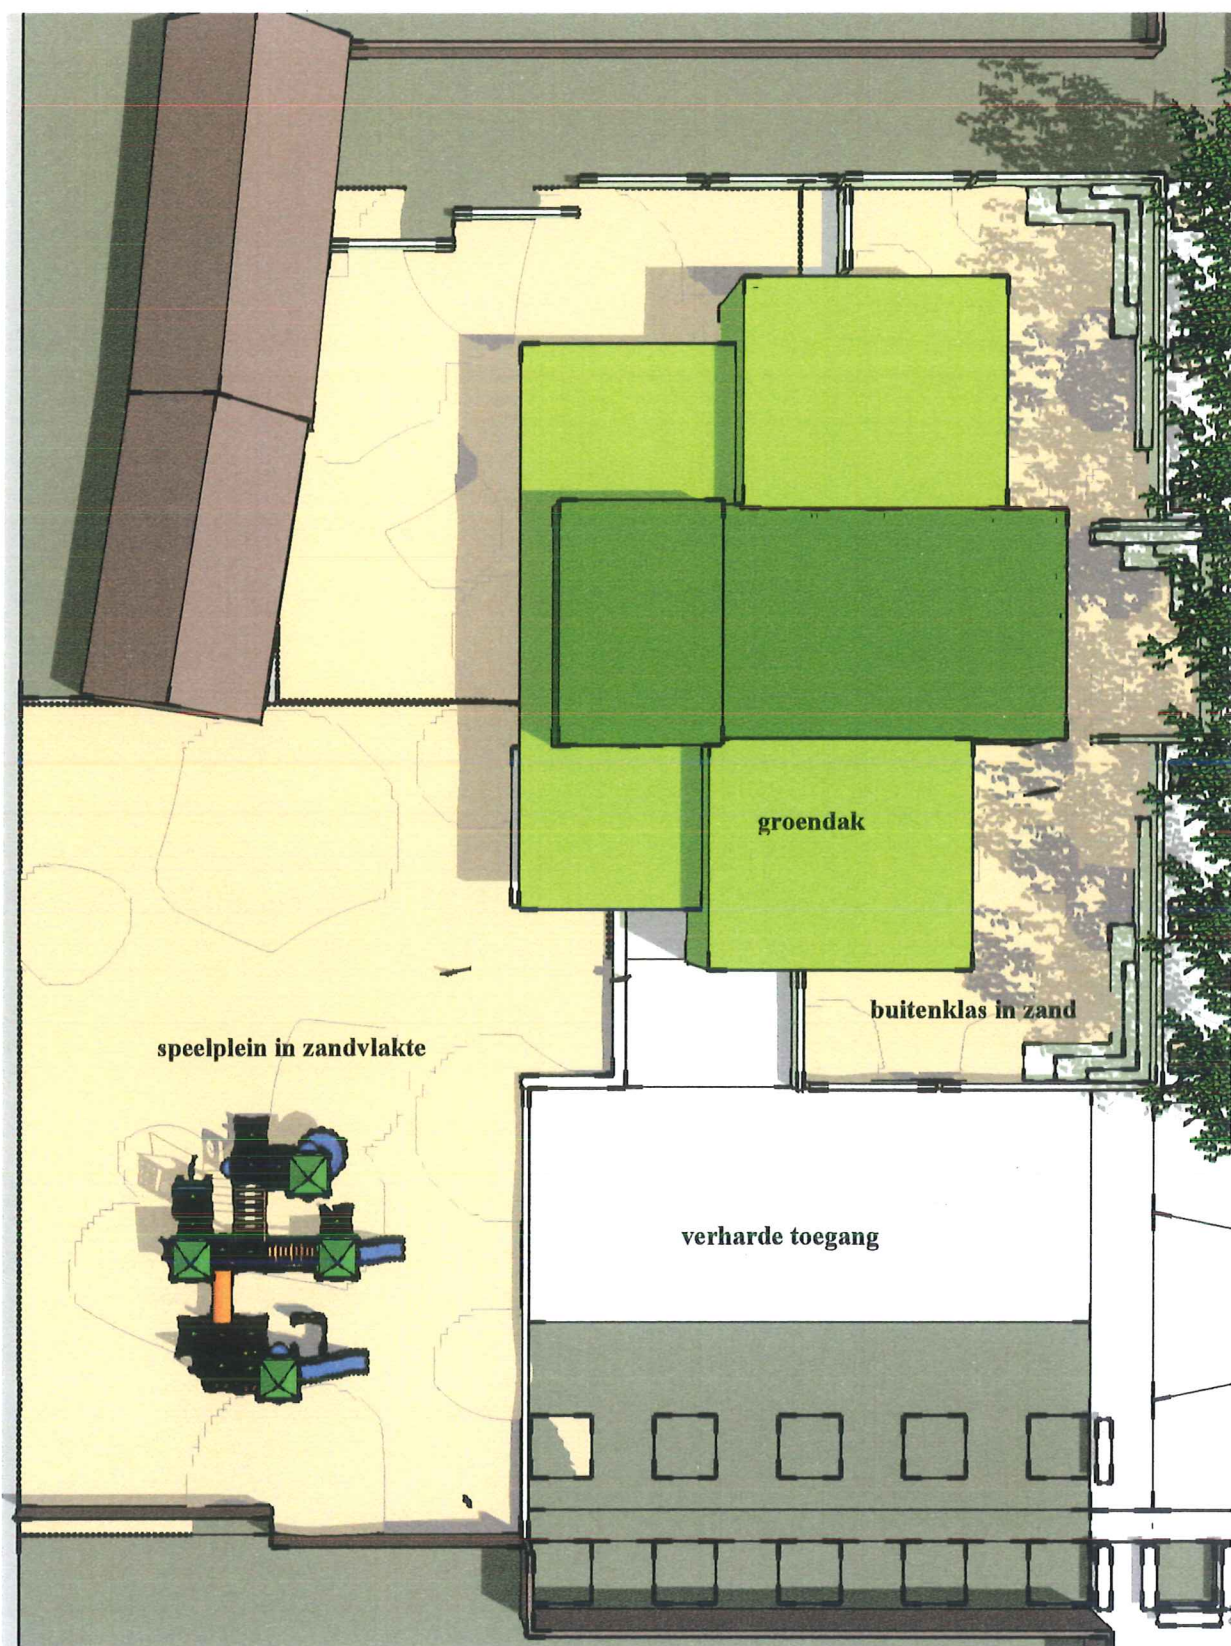 groendak
buitenklas in zand
speelplein in zandvlakte
verharde toegang